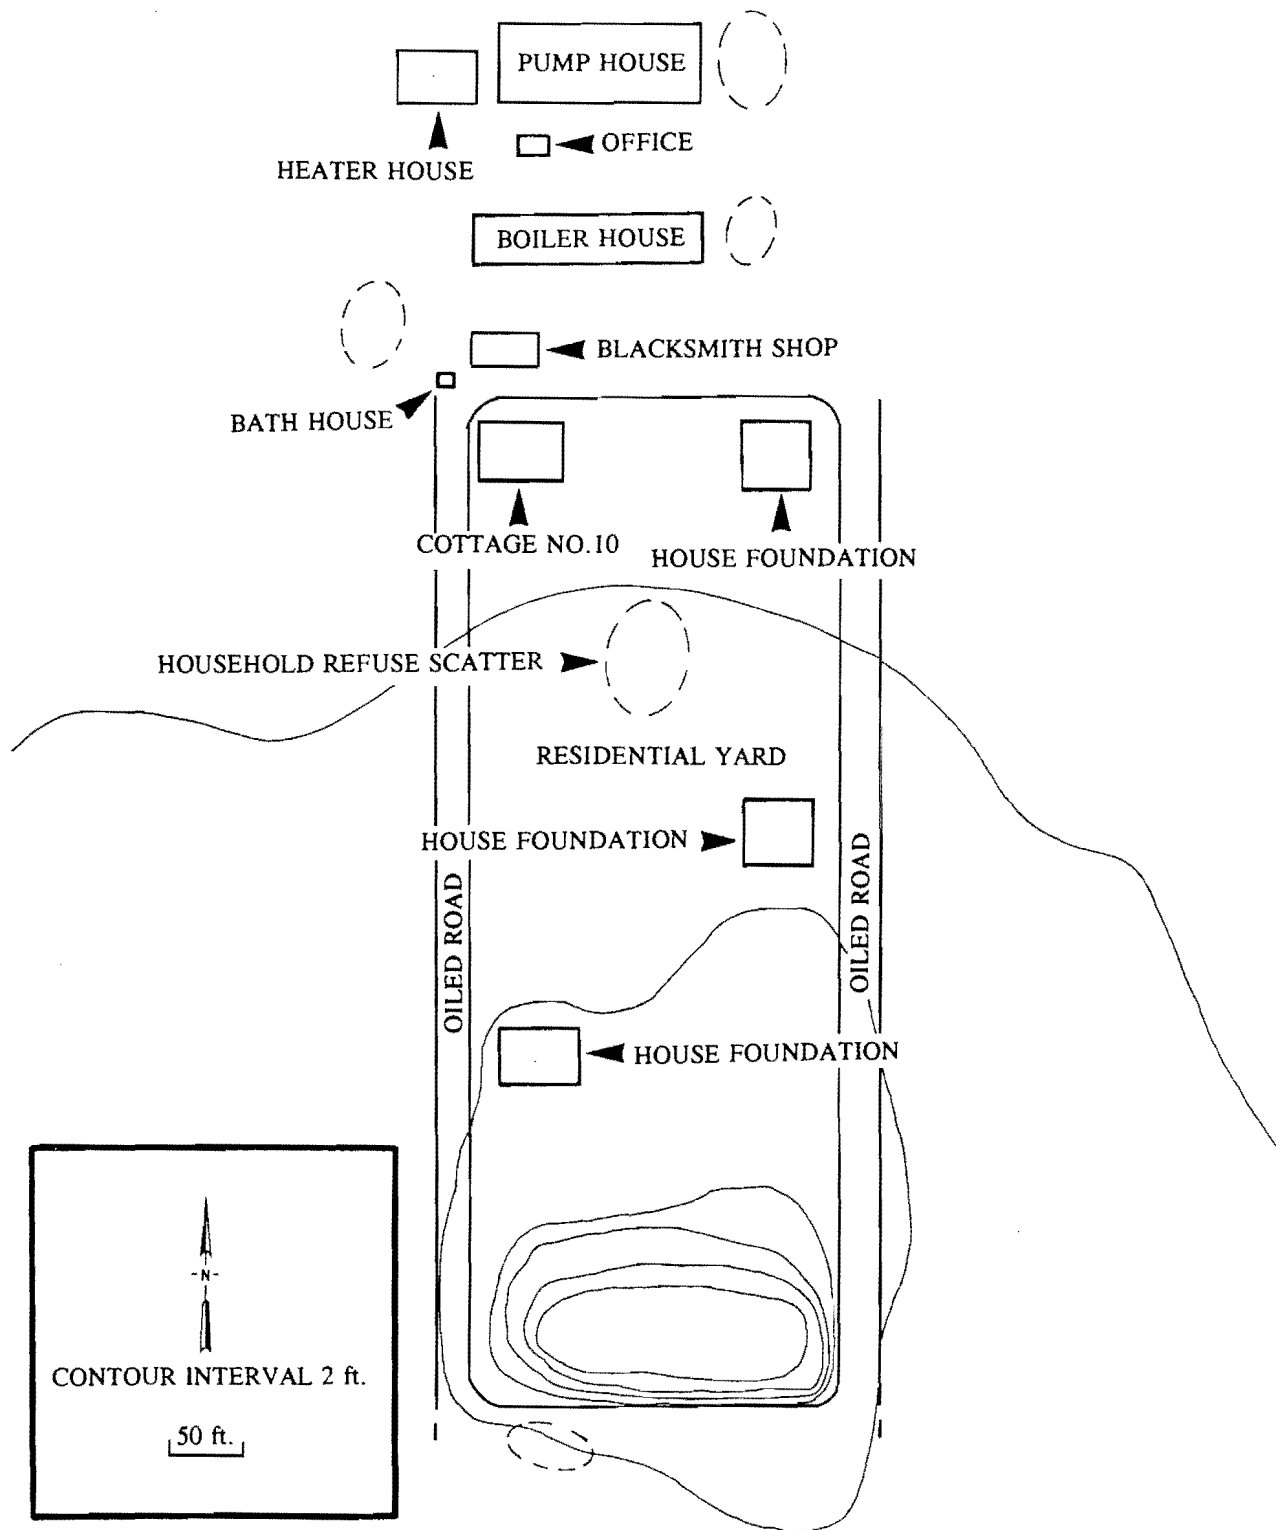 PUMP HOUSE
OFFICE
HEATER HOUSE
BOILER HOUSE
BLACKSMITH SHOP
BATH HOUSE
COTTAGE NO.10
HOUSE FOUNDATION
HOUSEHOLD REFUSE SCATTER
RESIDENTIAL YARD
HOUSE FOUNDATION
OILED ROAD
OILED ROAD
HOUSE FOUNDATION
-N-
CONTOUR INTERVAL 2 ft.
50 ft.